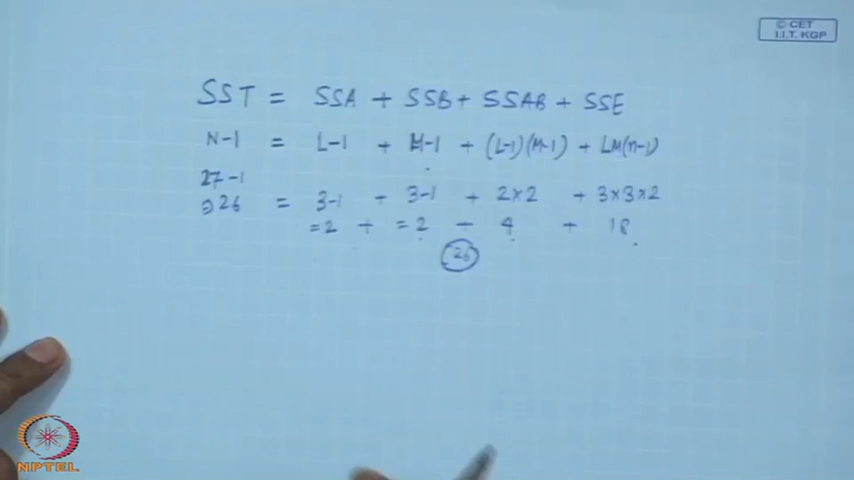 © CET
I.I.T. KGP
SST = SSA + SSB + SSAB + SSE
N-1 = L-1 + M-1 + (L-1)(M-1) + LM(n-1)
27-1
=26 = 3-1 + 3-1 + 2×2 + 3×3×2
=2 + =2 + 4 + 18
26
NPTEL